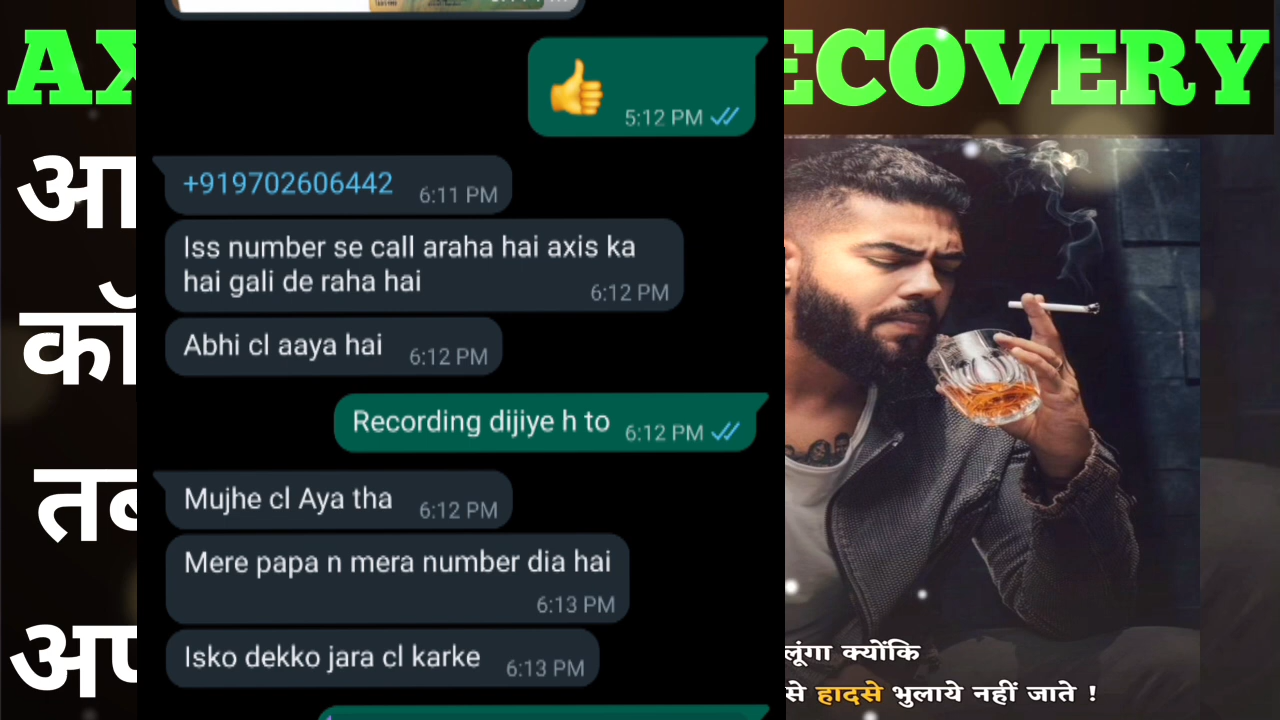 AX
ECOVERY
आ
कॉ
तब
अप
👍
5:12 PM
+919702606442
6:11 PM
Iss number se call araha hai axis ka
hai gali de raha hai
6:12 PM
Abhi cl aaya hai
6:12 PM
Recording dijiye h to
6:12 PM
Mujhe cl Aya tha
6:12 PM
Mere papa n mera number dia hai
6:13 PM
Isko dekko jara cl karke
6:13 PM
लूंगा क्योंकि
से हादसे भुलाये नहीं जाते !